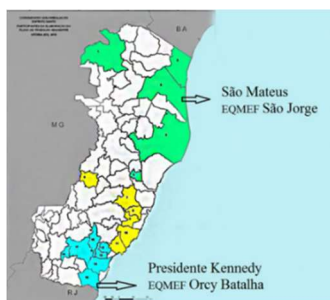 BA
São Mateus
EQMEF São Jorge
MG
Presidente Kennedy
EQMEF Orcy Batalha
RJ